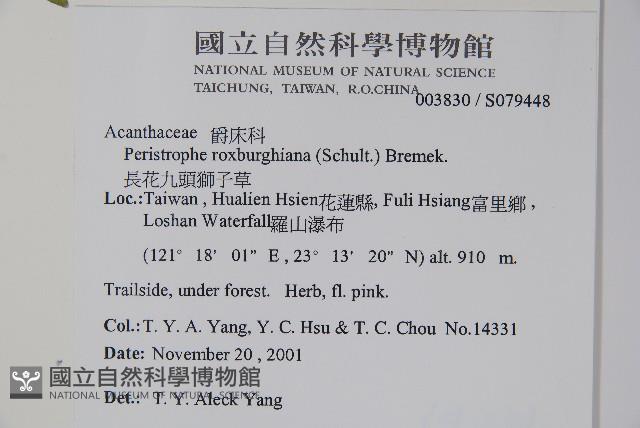 國立自然科學博物館
NATIONAL MUSEUM OF NATURAL SCIENCE
TAICHUNG, TAIWAN, R.O.CHINA
003830 / S079448
Acanthaceae 爵床科
Peristrophe roxburghiana (Schult.) Bremek.
長花九頭獅子草
Loc.:Taiwan , Hualien Hsien花蓮縣, Fuli Hsiang富里鄉 ,
Loshan Waterfall羅山瀑布
(121° 18' 01" E , 23° 13' 20" N) alt. 910 m.
Trailside, under forest. Herb, fl. pink.
Col.:T. Y. A. Yang, Y. C. Hsu & T. C. Chou No.14331
Date: November 20 , 2001
國立自然科學博物館
NATIONAL MUSEUM OF NATURAL SCIENCE
Det.: T. Y. Aleck Yang